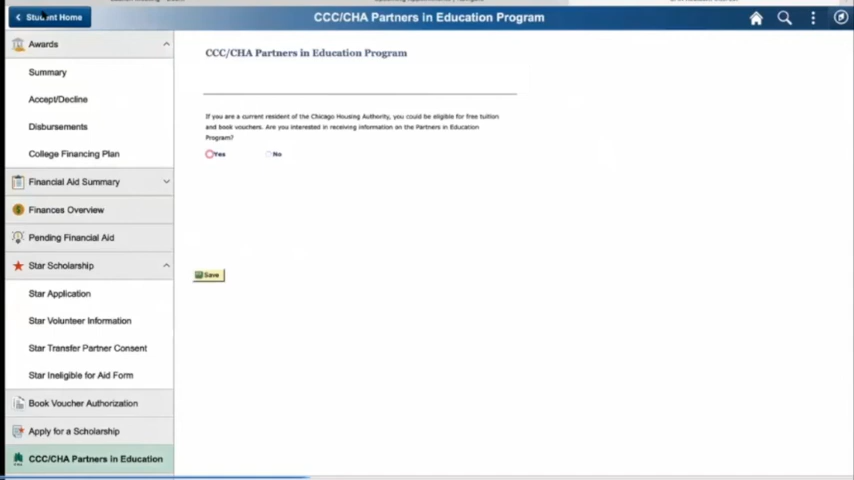 Student Home
CCC/CHA Partners in Education Program
Awards
Summary
Accept/Decline
Disbursements
College Financing Plan
Financial Aid Summary
Finances Overview
Pending Financial Aid
Star Scholarship
Star Application
Star Volunteer Information
Star Transfer Partner Consent
Star Ineligible for Aid Form
Book Voucher Authorization
Apply for a Scholarship
CCC/CHA Partners in Education
CCC/CHA Partners in Education Program
If you are a current resident of the Chicago Housing Authority, you could be eligible for free tuition
and book vouchers. Are you interested in receiving information on the Partners in Education
Program?
Yes No
Save